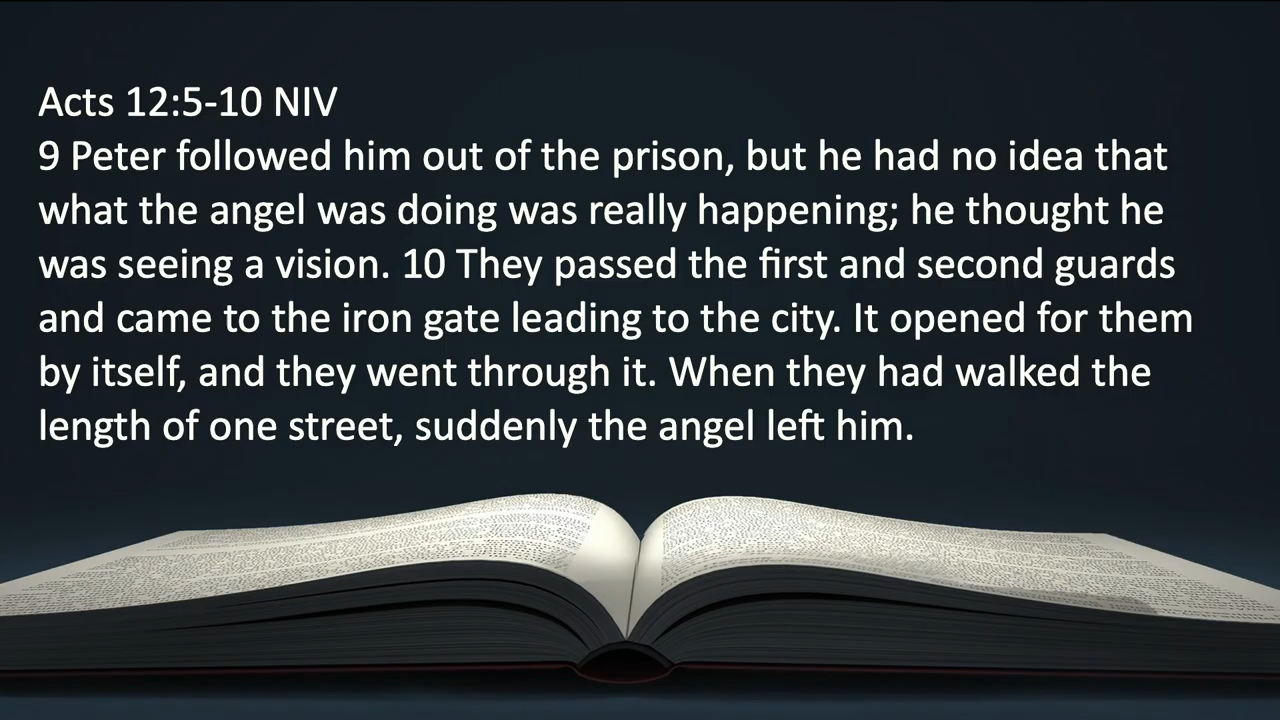 Acts 12:5-10 NIV
9 Peter followed him out of the prison, but he had no idea that
what the angel was doing was really happening; he thought he
was seeing a vision. 10 They passed the first and second guards
and came to the iron gate leading to the city. It opened for them
by itself, and they went through it. When they had walked the
length of one street, suddenly the angel left him.